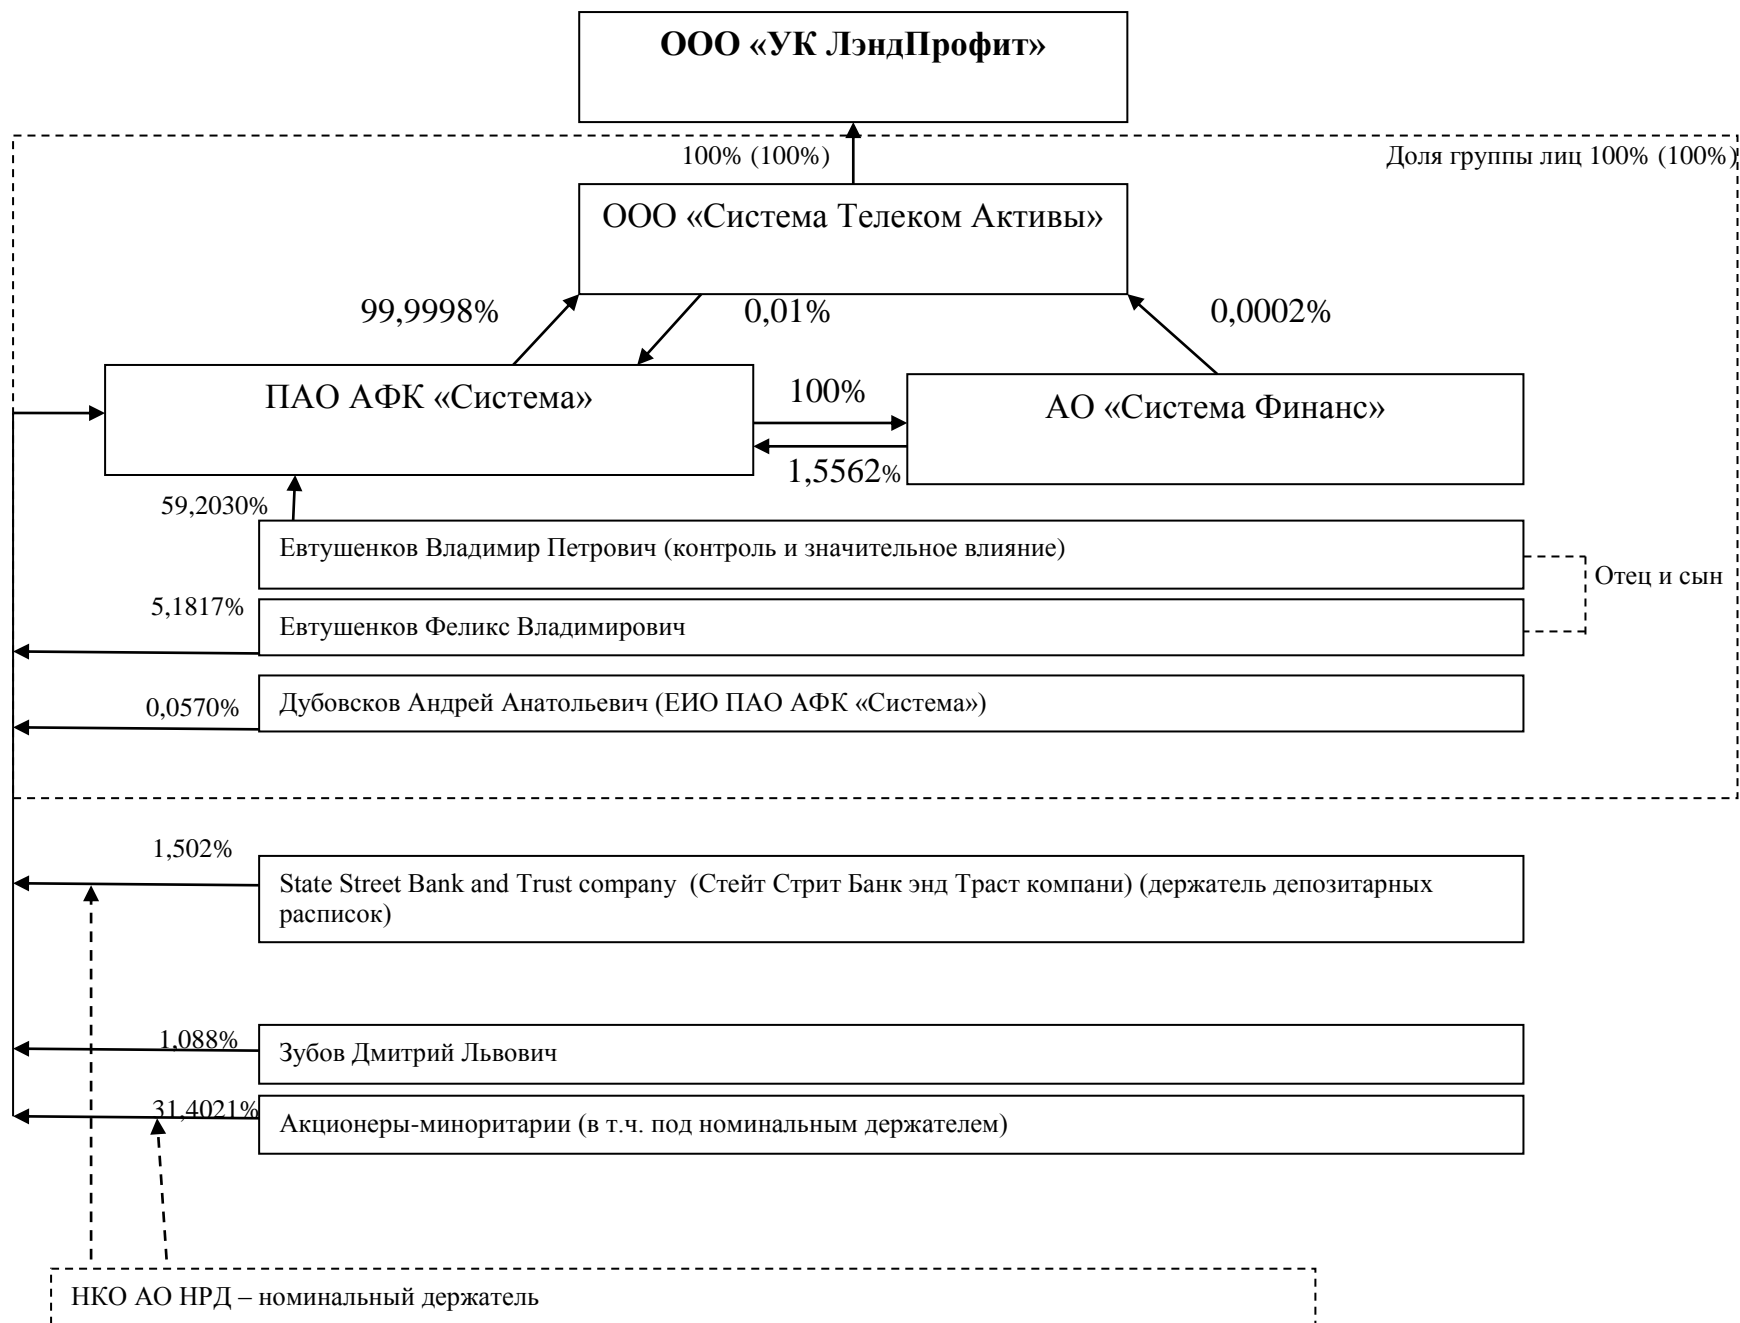 ООО «УК ЛэндПрофит»
100% (100%)
Доля группы лиц 100% (100%)
ООО «Система Телеком Активы»
99,9998%
0,01%
0,0002%
ПАО АФК «Система»
100%
АО «Система Финанс»
1,5562%
59,2030%
Евтушенков Владимир Петрович (контроль и значительное влияние)
Отец и сын
5,1817%
Евтушенков Феликс Владимирович
0,0570%
Дубовсков Андрей Анатольевич (ЕИО ПАО АФК «Система»)
1,502%
State Street Bank and Trust company (Стейт Стрит Банк энд Траст компани) (держатель депозитарных
расписок)
1,088%
Зубов Дмитрий Львович
31,4021%
Акционеры-миноритарии (в т.ч. под номинальным держателем)
НКО АО НРД – номинальный держатель